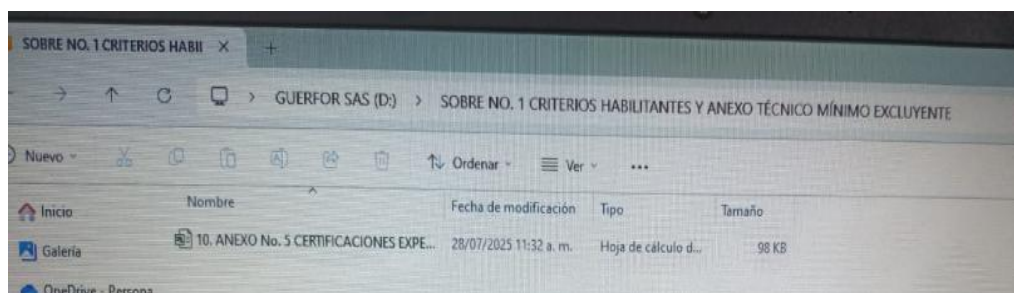 SOBRE NO. 1 CRITERIOS HABII
GUERFOR SAS (D:) > SOBRE NO. 1 CRITERIOS HABILITANTES Y ANEXO TÉCNICO MÍNIMO EXCLUYENTE
Nuevo Ordenar Ver ...
Nombre Fecha de modificación Tipo Tamaño
Inicio
10. ANEXO No. 5 CERTIFICACIONES EXPE... 28/07/2025 11:32 a. m. Hoja de cálculo d... 98 KB
Galería
OneDrive - Persona